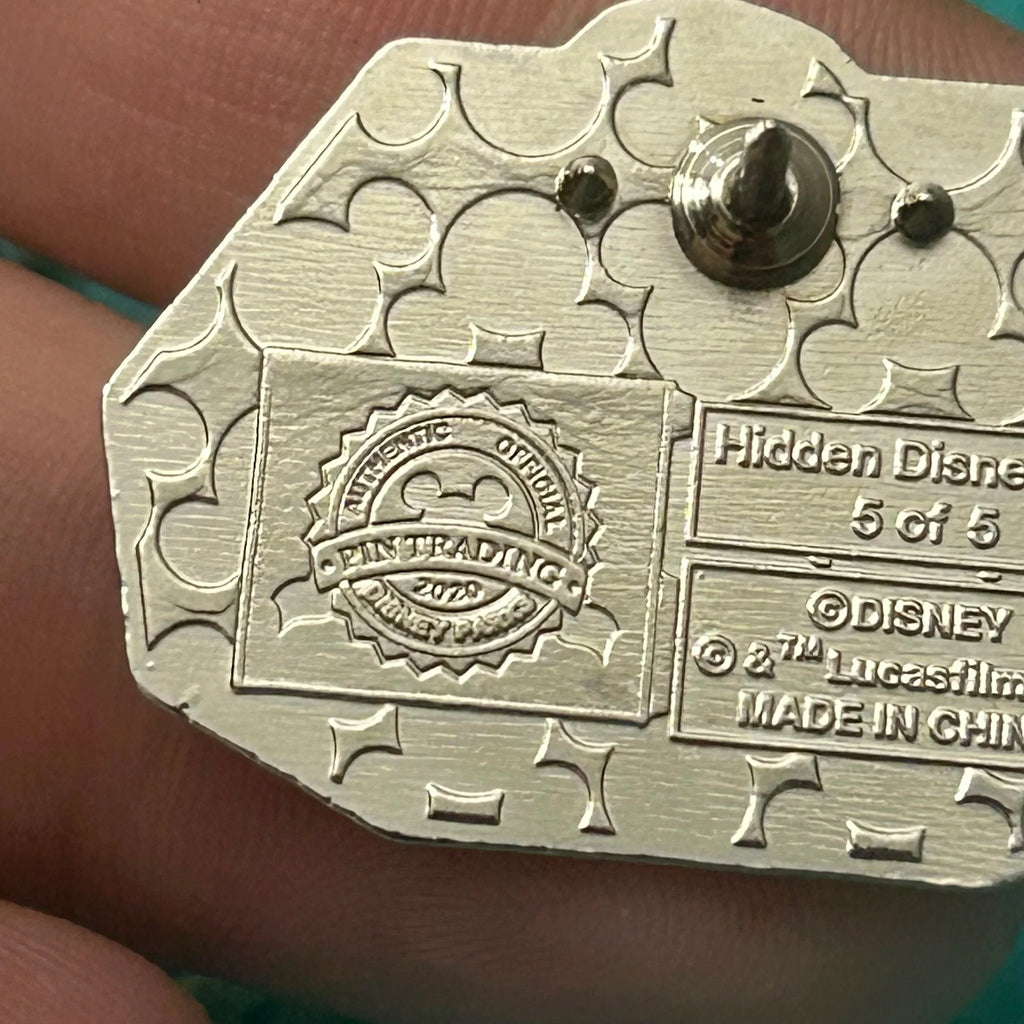 AUTHENTIC OFFICIAL
PIN TRADING
2020
DISNEY PARKS
Hidden Disne
5 of 5
©DISNEY
© &™ Lucasfilm
MADE IN CHIN